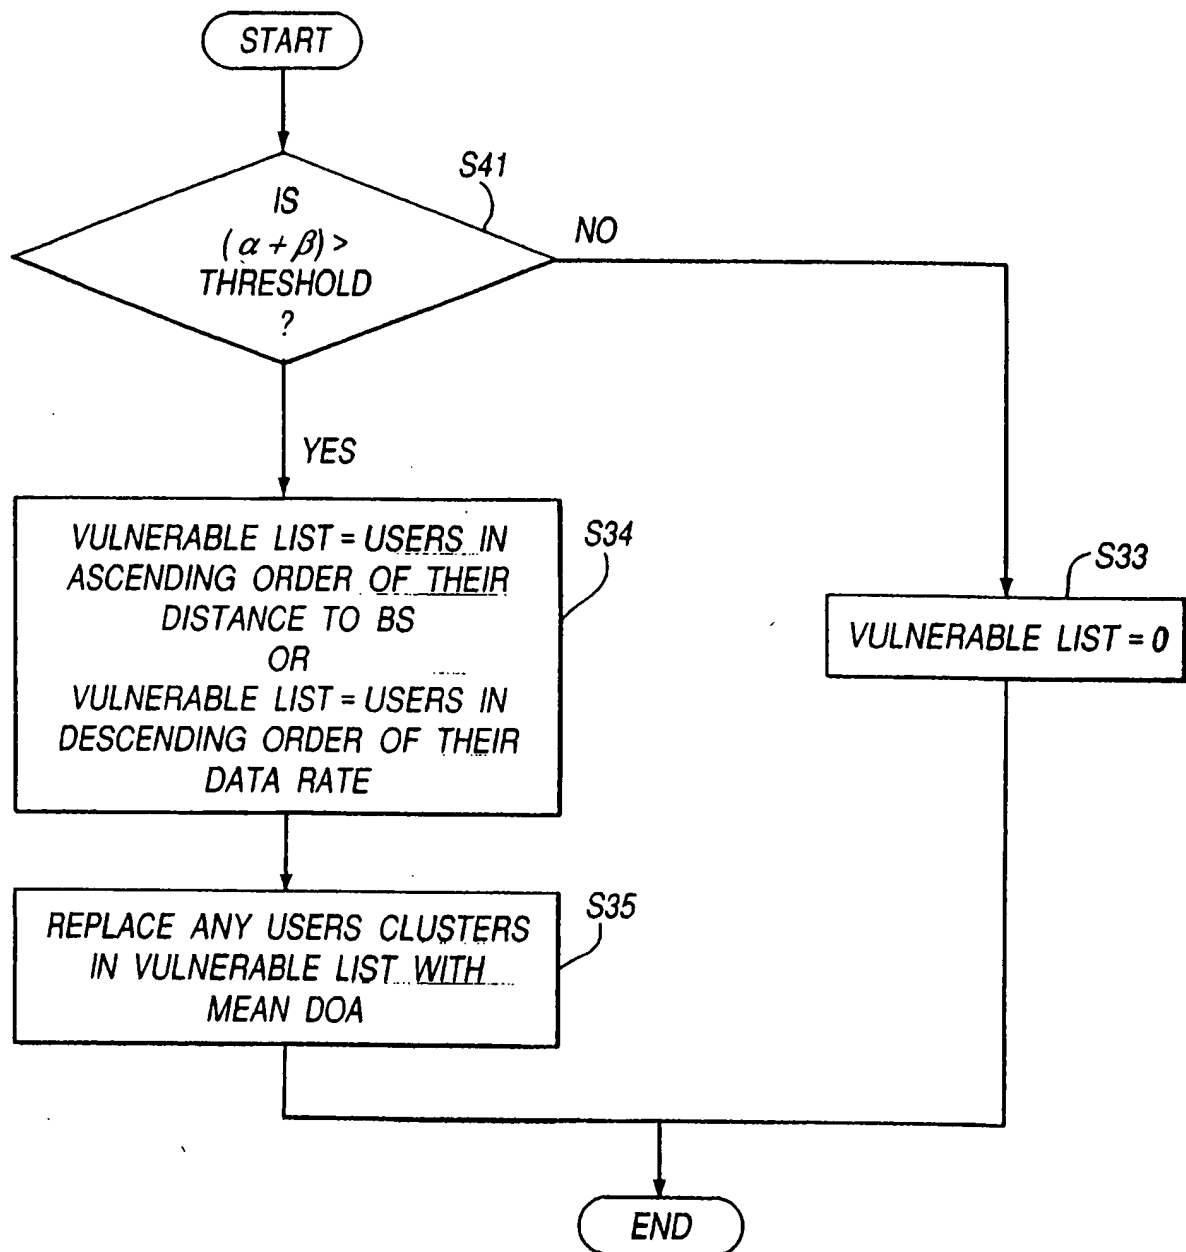 START
S41
IS
(α + β) >
THRESHOLD
?
NO
YES
VULNERABLE LIST = USERS IN
ASCENDING ORDER OF THEIR
DISTANCE TO BS
OR
VULNERABLE LIST = USERS IN
DESCENDING ORDER OF THEIR
DATA RATE
S34
S33
VULNERABLE LIST = 0
REPLACE ANY USERS CLUSTERS
IN VULNERABLE LIST WITH
MEAN DOA
S35
END